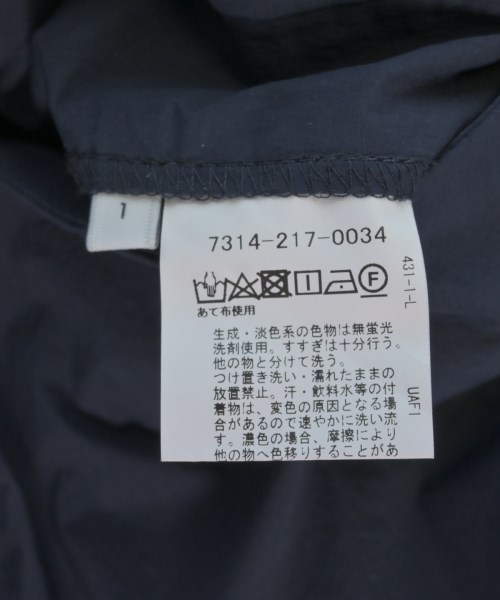 1
7314-217-0034
あて布使用
生成・淡色系の色物は無蛍光
洗剤使用。すすぎは十分行う。
他の物と分けて洗う。
つけ置き洗い・濡れたままの
放置禁止。汗・飲料水等の付
着物は、変色の原因となる場
合があるので速やかに洗い流
す。濃色の場合、摩擦により
他の物へ色移りすることがあ
431-1-L
UAF1